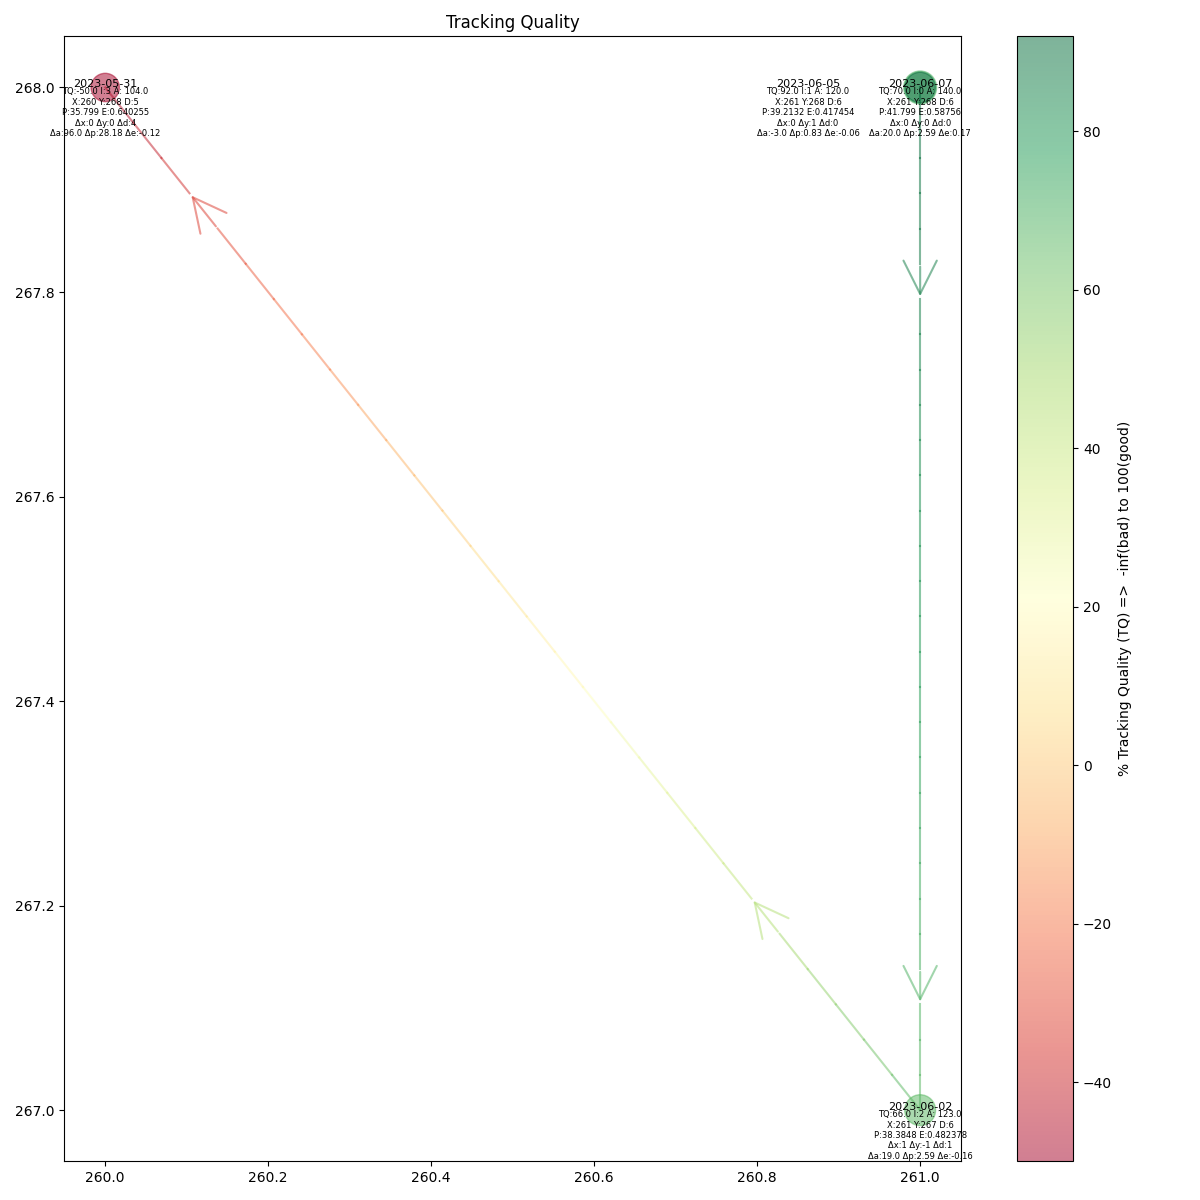 Tracking Quality
2023-05-31
TQ:-50.0 I:3 A: 104.0
X:260 Y:268 D:5
P:35.799 E:0.640255
Δx:0 Δy:0 Δd:4
Δa:96.0 Δp:28.18 Δe:-0.12
2023-06-05
TQ:92.0 I:1 A: 120.0
X:261 Y:268 D:6
P:39.2132 E:0.417454
Δx:0 Δy:1 Δd:0
Δa:-3.0 Δp:0.83 Δe:-0.06
2023-06-07
TQ:70.0 I:0 A: 140.0
X:261 Y:268 D:6
P:41.799 E:0.58756
Δx:0 Δy:0 Δd:0
Δa:20.0 Δp:2.59 Δe:0.17
2023-06-02
TQ:66.0 I:2 A: 123.0
X:261 Y:267 D:6
P:38.3848 E:0.482378
Δx:1 Δy:-1 Δd:1
Δa:19.0 Δp:2.59 Δe:-0.16
268.0
267.8
267.6
267.4
267.2
267.0
260.0
260.2
260.4
260.6
260.8
261.0
80
60
40
20
0
−20
−40
% Tracking Quality (TQ) => -inf(bad) to 100(good)